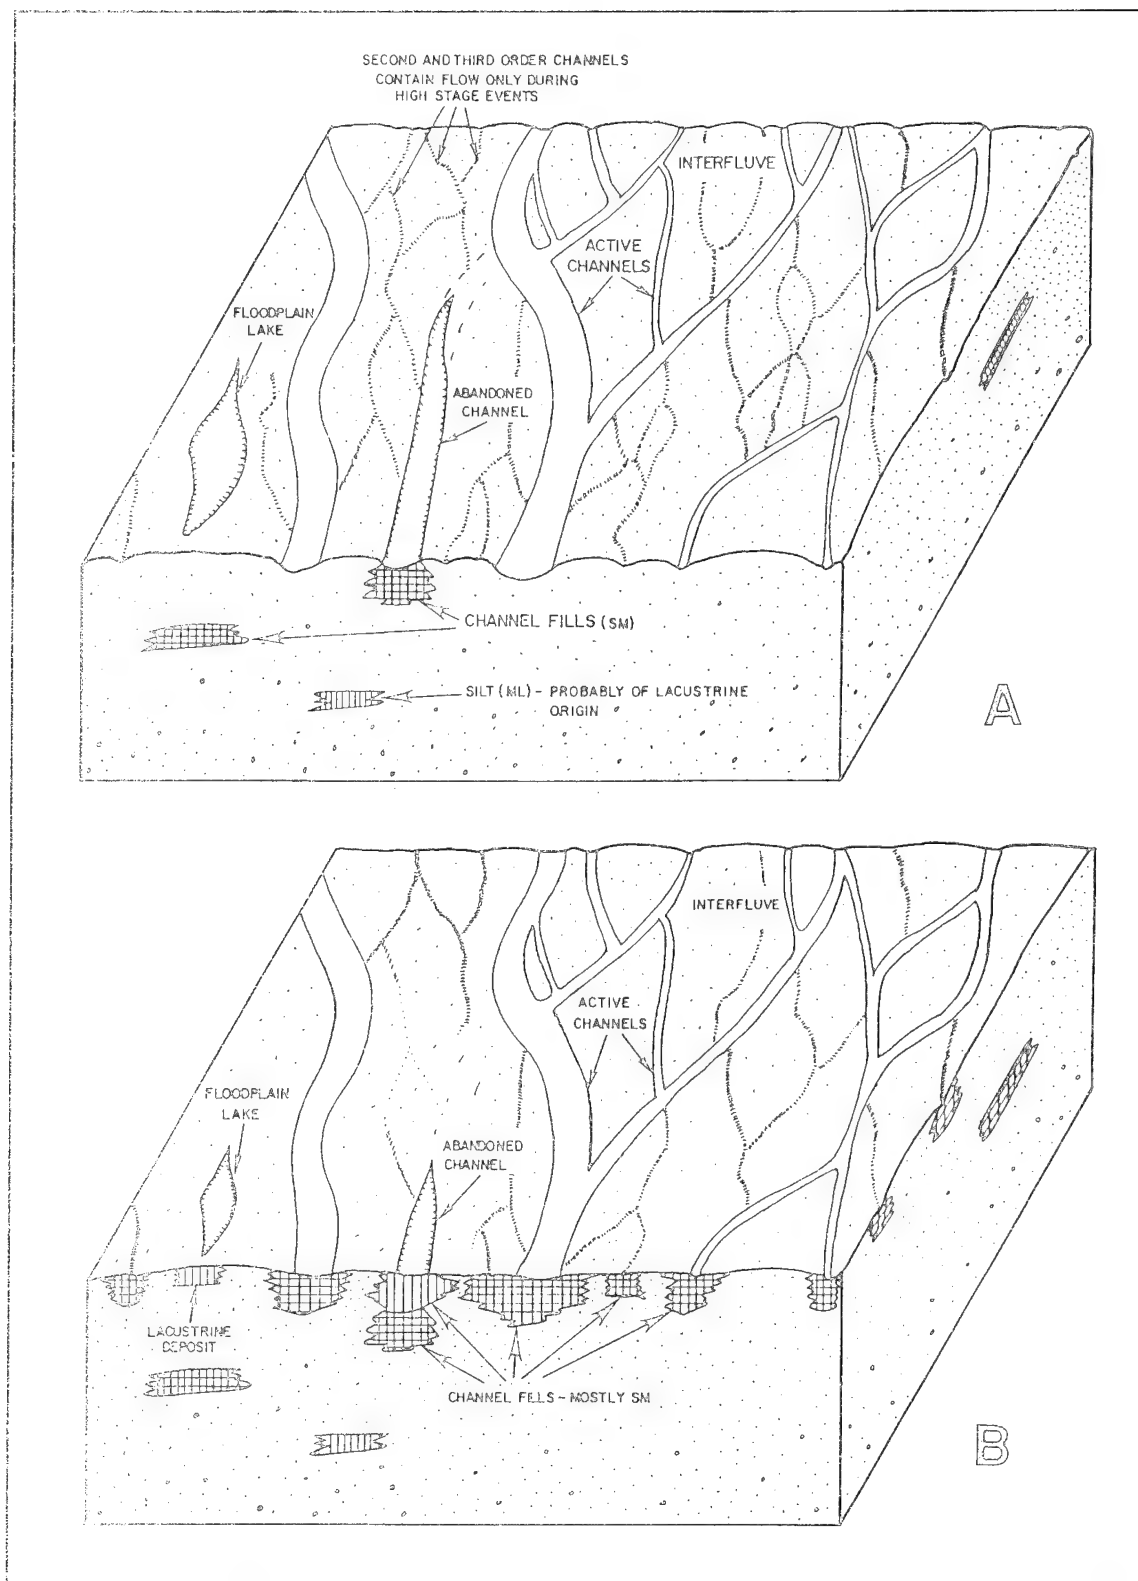 SECOND AND THIRD ORDER CHANNELS
CONTAIN FLOW ONLY DURING
HIGH STAGE EVENTS
INTERFLUVE
ACTIVE
CHANNELS
FLOODPLAIN
LAKE
ABANDONED
CHANNEL
CHANNEL FILLS (SM)
SILT (ML) - PROBABLY OF LACUSTRINE
ORIGIN
A
INTERFLUVE
ACTIVE
CHANNELS
FLOODPLAIN
LAKE
ABANDONED
CHANNEL
LACUSTRINE
DEPOSIT
CHANNEL FILLS - MOSTLY SM
B